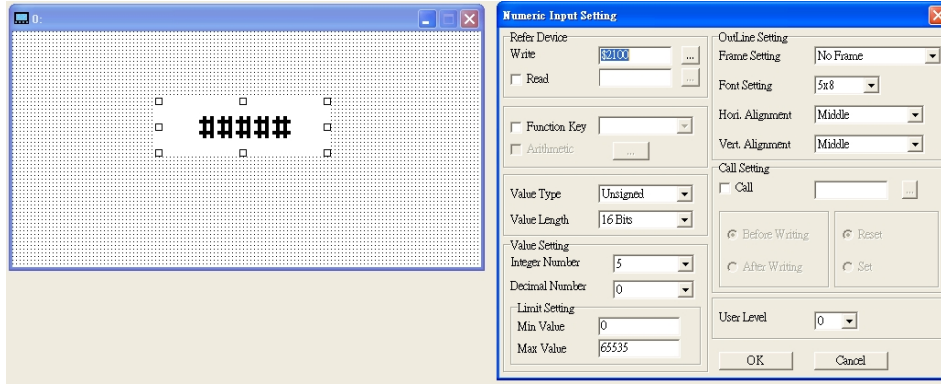 0:
#####
Numeric Input Setting
Refer Device
Write $2100 ...
Read ...
Function Key
Arithmetic ...
Value Type Unsigned
Value Length 16 Bits
Value Setting
Integer Number 5
Decimal Number 0
Limit Setting
Min Value 0
Max Value 65535
OutLine Setting
Frame Setting No Frame
Font Setting 5x8
Hori. Alignment Middle
Vert. Alignment Middle
Call Setting
Call ...
Before Writing Reset
After Writing Set
User Level 0
OK Cancel